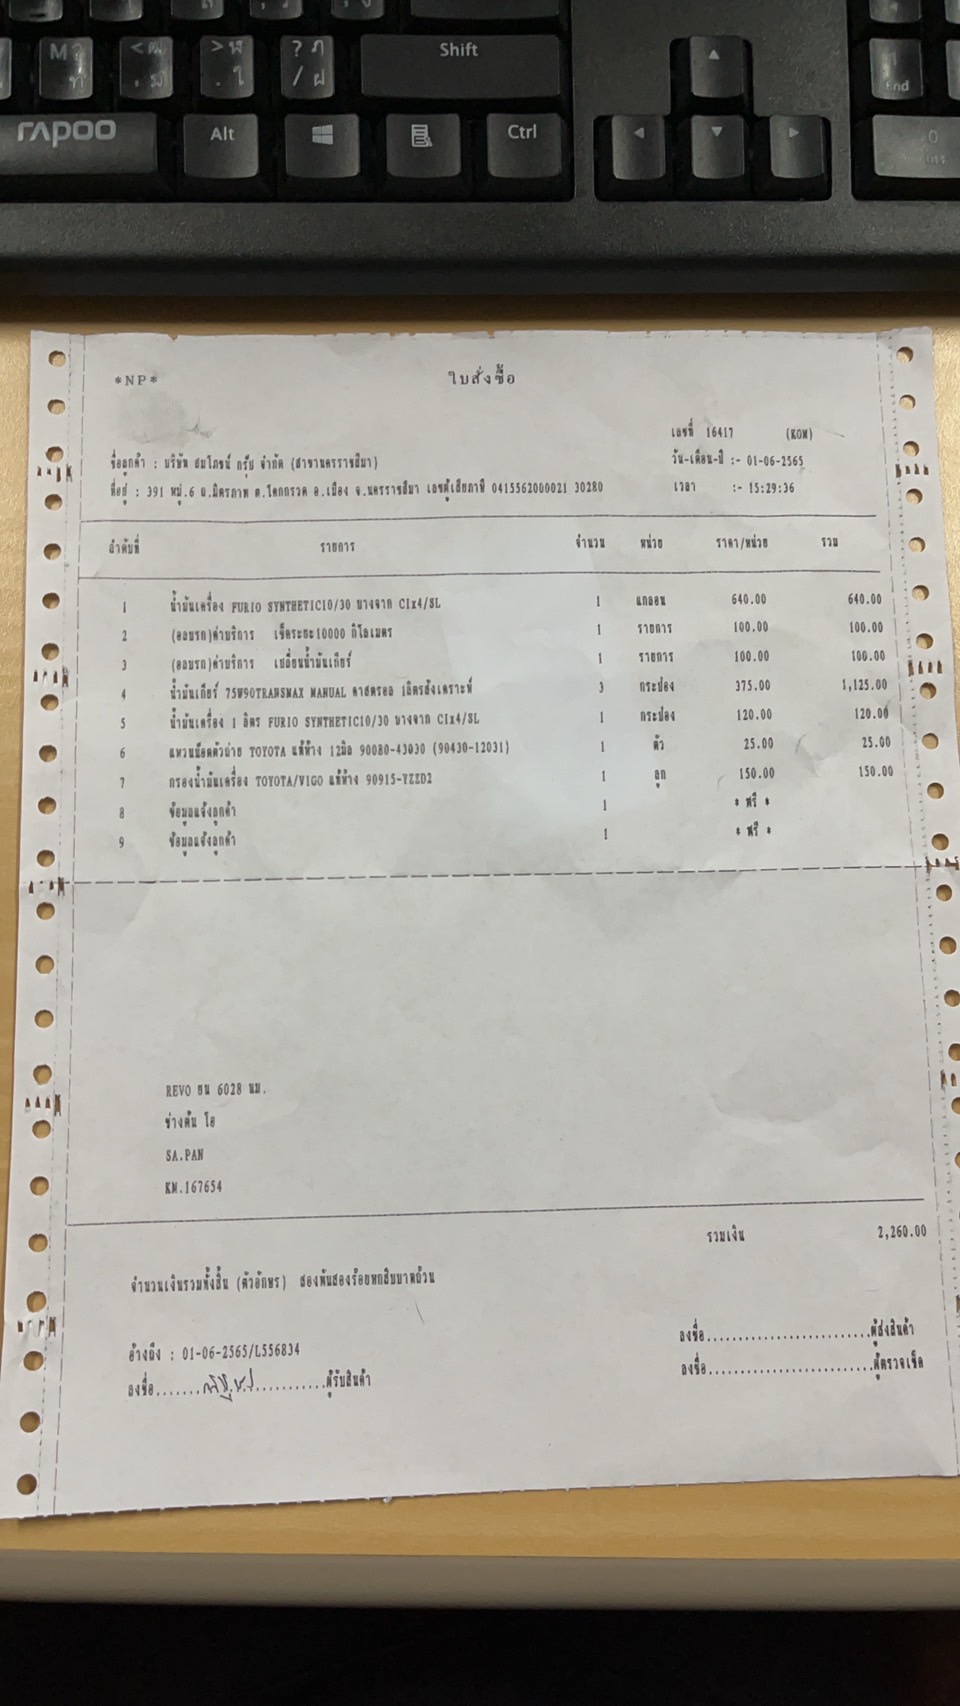 Shift
End
rapoo
Alt
Ctrl
0
*NP*
ใบสั่งซื้อ
เลขที่ 16417 (KOM)
ชื่อลูกค้า : บริษัท สมโภชน์ กรุ๊ป จำกัด (สาขานครราชสีมา)
วัน-เดือน-ปี :- 01-06-2565
ที่อยู่ : 391 หมู่.6 ถ.มิตรภาพ ต.โคกกรวด อ.เมือง จ.นครราชสีมา เลขผู้เสียภาษี 0415562000021 30280
เวลา :- 15:29:36
ลำดับที่ รายการ จำนวน หน่วย ราคา/หน่วย รวม
1 น้ำมันเครื่อง FURIO SYNTHETIC10/30 บางจาก CIx4/SL 1 แกลลอน 640.00 640.00
2 (อลบรถ)ค่าบริการ เช็คระยะ10000 กิโลเมตร 1 รายการ 100.00 100.00
3 (อลบรถ)ค่าบริการ เปลี่ยนน้ำมันเกียร์ 1 รายการ 100.00 100.00
4 น้ำมันเกียร์ 75W90TRANSMAX MANUAL คาสตรอล 1ลิตรสังเคราะห์ 3 กระป๋อง 375.00 1,125.00
5 น้ำมันเครื่อง 1 ลิตร FURIO SYNTHETIC10/30 บางจาก CIx4/SL 1 กระป๋อง 120.00 120.00
6 แหวนน๊อตตัวถ่าย TOYOTA แท้ห้าง 12มิล 90080-43030 (90430-12031) 1 ตัว 25.00 25.00
7 กรองน้ำมันเครื่อง TOYOTA/VIGO แท้ห้าง 90915-YZZD2 1 ลูก 150.00 150.00
8 ข้อมูลแจ้งลูกค้า 1 * ฟรี *
9 ข้อมูลแจ้งลูกค้า 1 * ฟรี *
REVO ฒน 6028 นม.
ช่างต้น โอ
SA.PAN
KM.167654
รวมเงิน 2,260.00
จำนวนเงินรวมทั้งสิ้น (ตัวอักษร) สองพันสองร้อยหกสิบบาทถ้วน
ลงชื่อ..........................ผู้ส่งสินค้า
อ้างถึง : 01-06-2565/L556834
ลงชื่อ..........................ผู้ตรวจเช็ค
ลงชื่อ..........................ผู้รับสินค้า